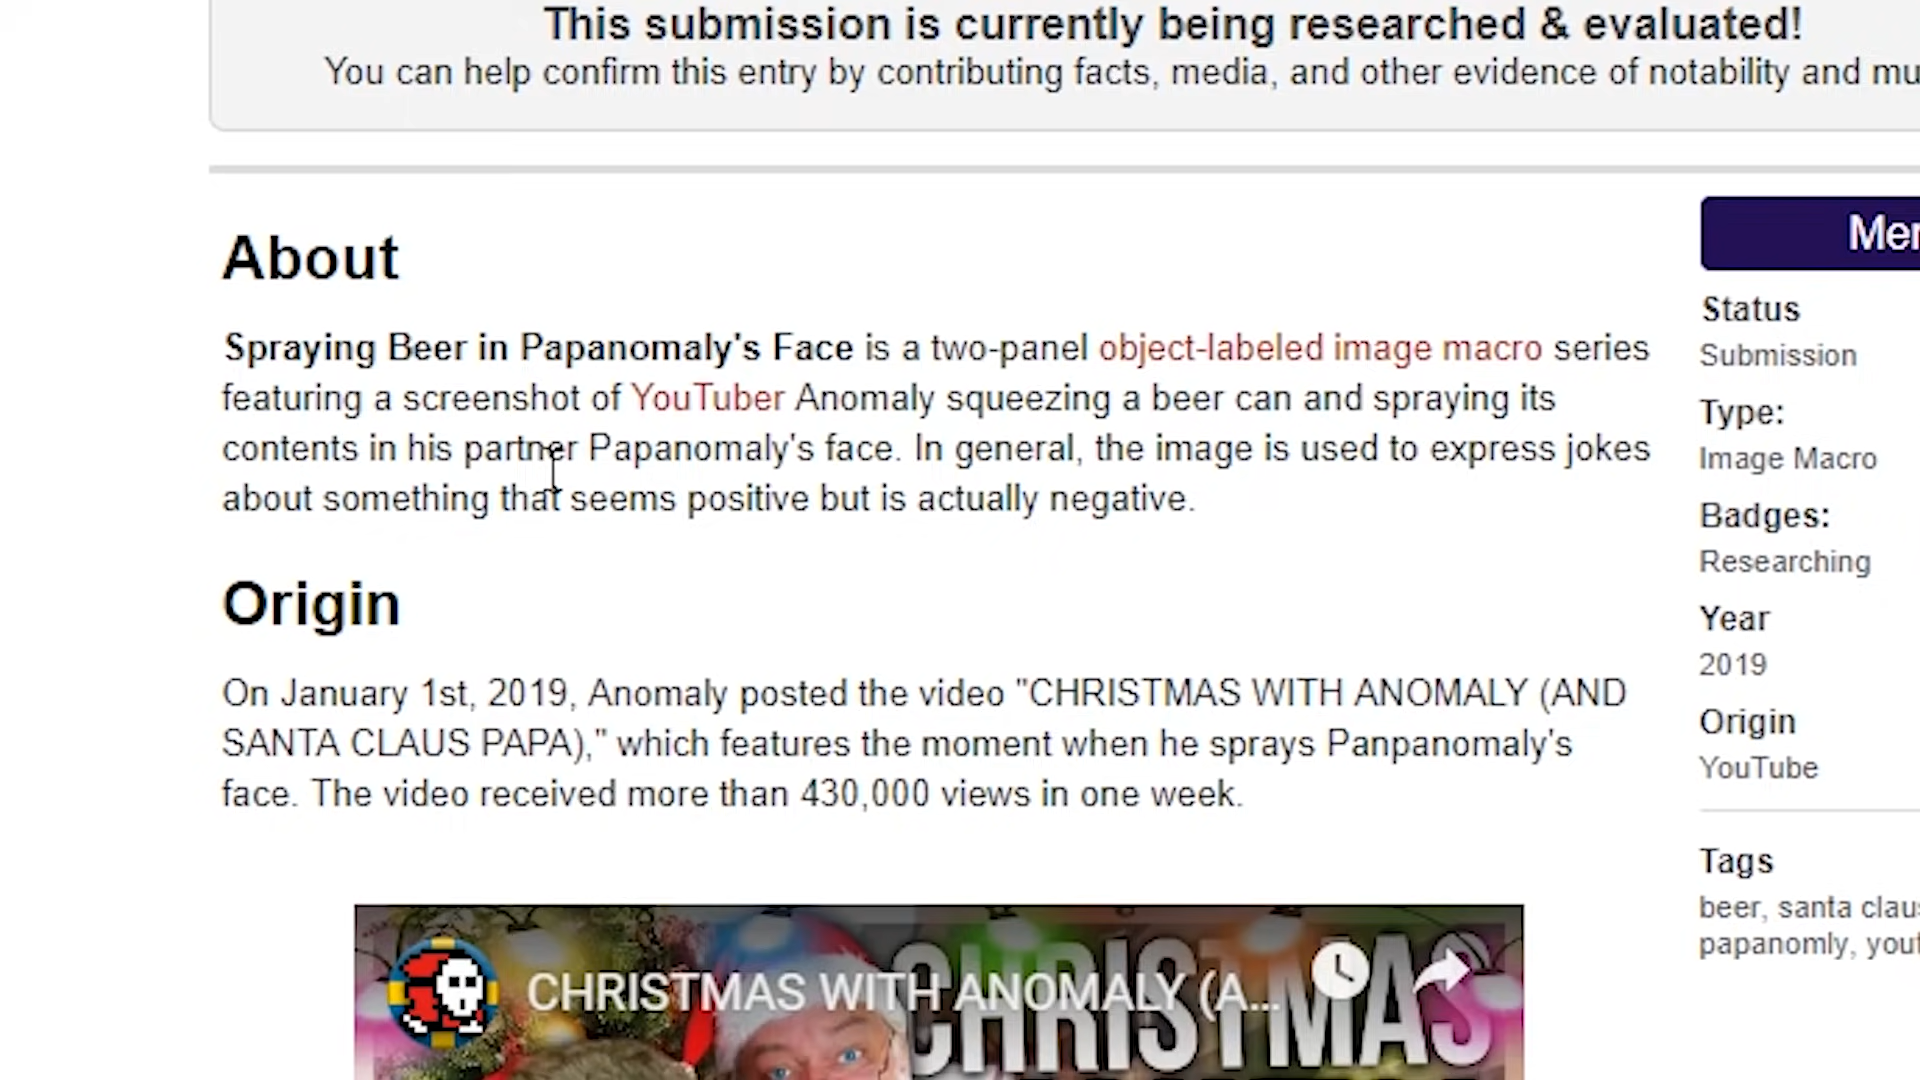 This submission is currently being researched & evaluated!
You can help confirm this entry by contributing facts, media, and other evidence of notability and mu
About
Spraying Beer in Papanomaly's Face is a two-panel object-labeled image macro series
featuring a screenshot of YouTuber Anomaly squeezing a beer can and spraying its
contents in his partner Papanomaly's face. In general, the image is used to express jokes
about something that seems positive but is actually negative.
Origin
On January 1st, 2019, Anomaly posted the video "CHRISTMAS WITH ANOMALY (AND
SANTA CLAUS PAPA)," which features the moment when he sprays Panpanomaly's
face. The video received more than 430,000 views in one week.
CHRISTMAS WITH ANOMALY (A...
CHRISTMAS
Status
Submission
Type:
Image Macro
Badges:
Researching
Year
2019
Origin
YouTube
Tags
beer, santa clau
papanomly, you